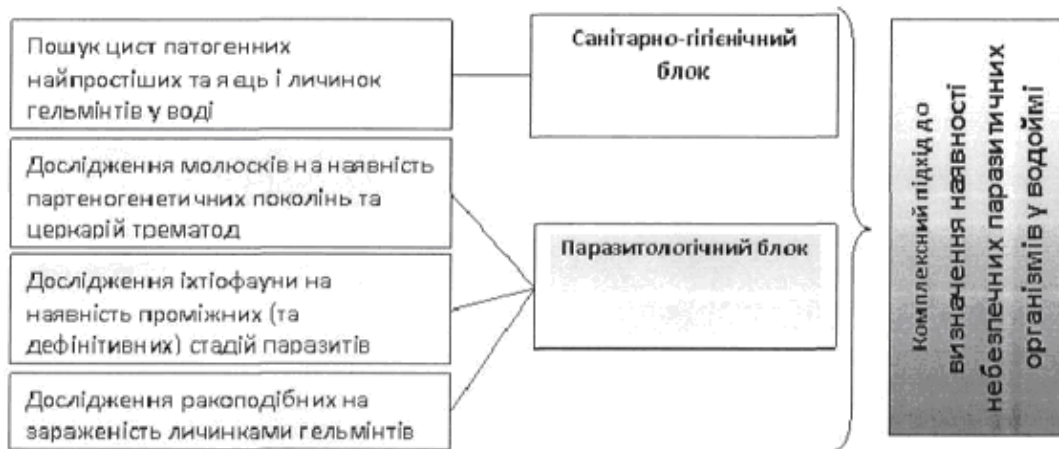 Пошук цист патогенних
найпростіших та яєць і личинок
гельмінтів у воді
Санітарно-гігієнічний
блок
Дослідження молюсків на наявність
партеногенетичних поколінь та
церкарій трематод
Дослідження іхтіофауни на
наявність проміжних (та
дефінітивних) стадій паразитів
Дослідження ракоподібних на
зараженість личинками гельмінтів
Паразитологічний блок
Комплексний підхід до
визначення наявності
небезпечних паразитичних
організмів у водоймі